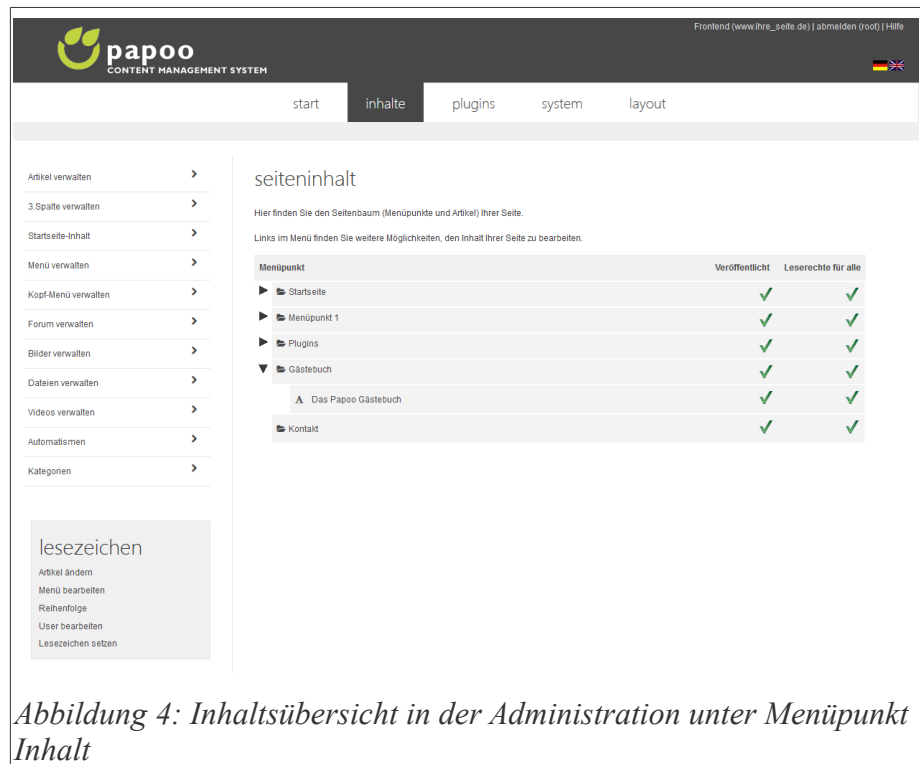 Frontend (www.ihre_seite.de) | abmelden (root) | Hilfe
papoo
CONTENT MANAGEMENT SYSTEM
start inhalte plugins system layout
Artikel verwalten
3.Spalte verwalten
Startseite-Inhalt
Menü verwalten
Kopf-Menü verwalten
Forum verwalten
Bilder verwalten
Dateien verwalten
Videos verwalten
Automatismen
Kategorien
lesezeichen
Artikel ändern
Menü bearbeiten
Reihenfolge
User bearbeiten
Lesezeichen setzen
seiteninhalt
Hier finden Sie den Seitenbaum (Menüpunkte und Artikel) Ihrer Seite.
Links im Menü finden Sie weitere Möglichkeiten, den Inhalt Ihrer Seite zu bearbeiten.
Menüpunkt Veröffentlicht Leserechte für alle
Startseite
Menüpunkt 1
Plugins
Gästebuch
A Das Papoo Gästebuch
Kontakt
Abbildung 4: Inhaltsübersicht in der Administration unter Menüpunkt
Inhalt